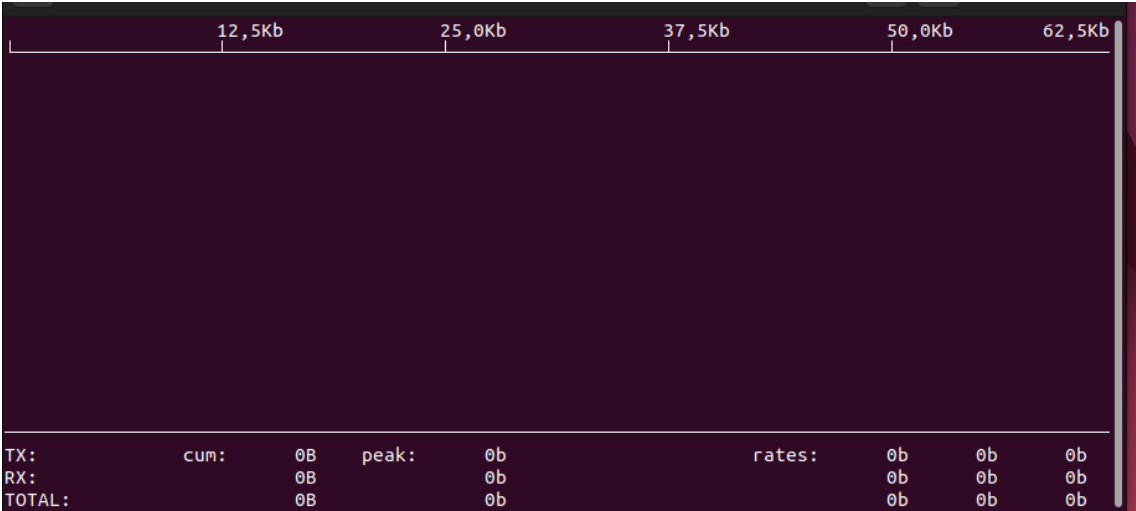 12,5Kb 25,0Kb 37,5Kb 50,0Kb 62,5Kb
TX: cum: 0B peak: 0b rates: 0b 0b 0b
RX: 0B 0b 0b 0b 0b
TOTAL: 0B 0b 0b 0b 0b